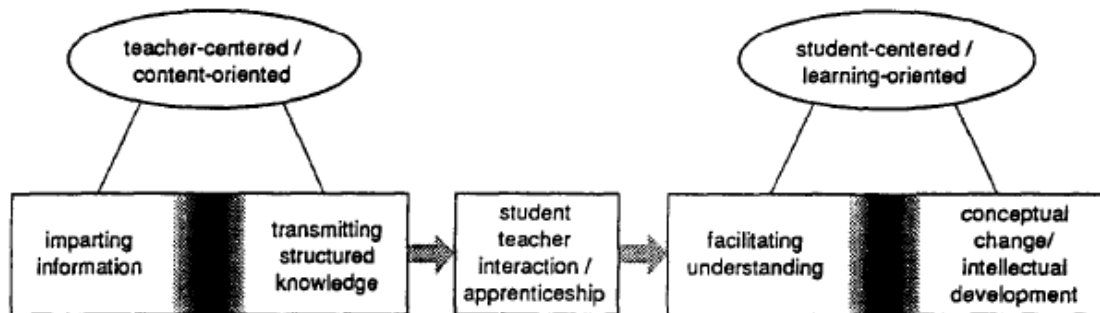 teacher-centered /
content-oriented
student-centered /
learning-oriented
imparting
information
transmitting
structured
knowledge
student
teacher
interaction /
apprenticeship
facilitating
understanding
conceptual
change/
intellectual
development